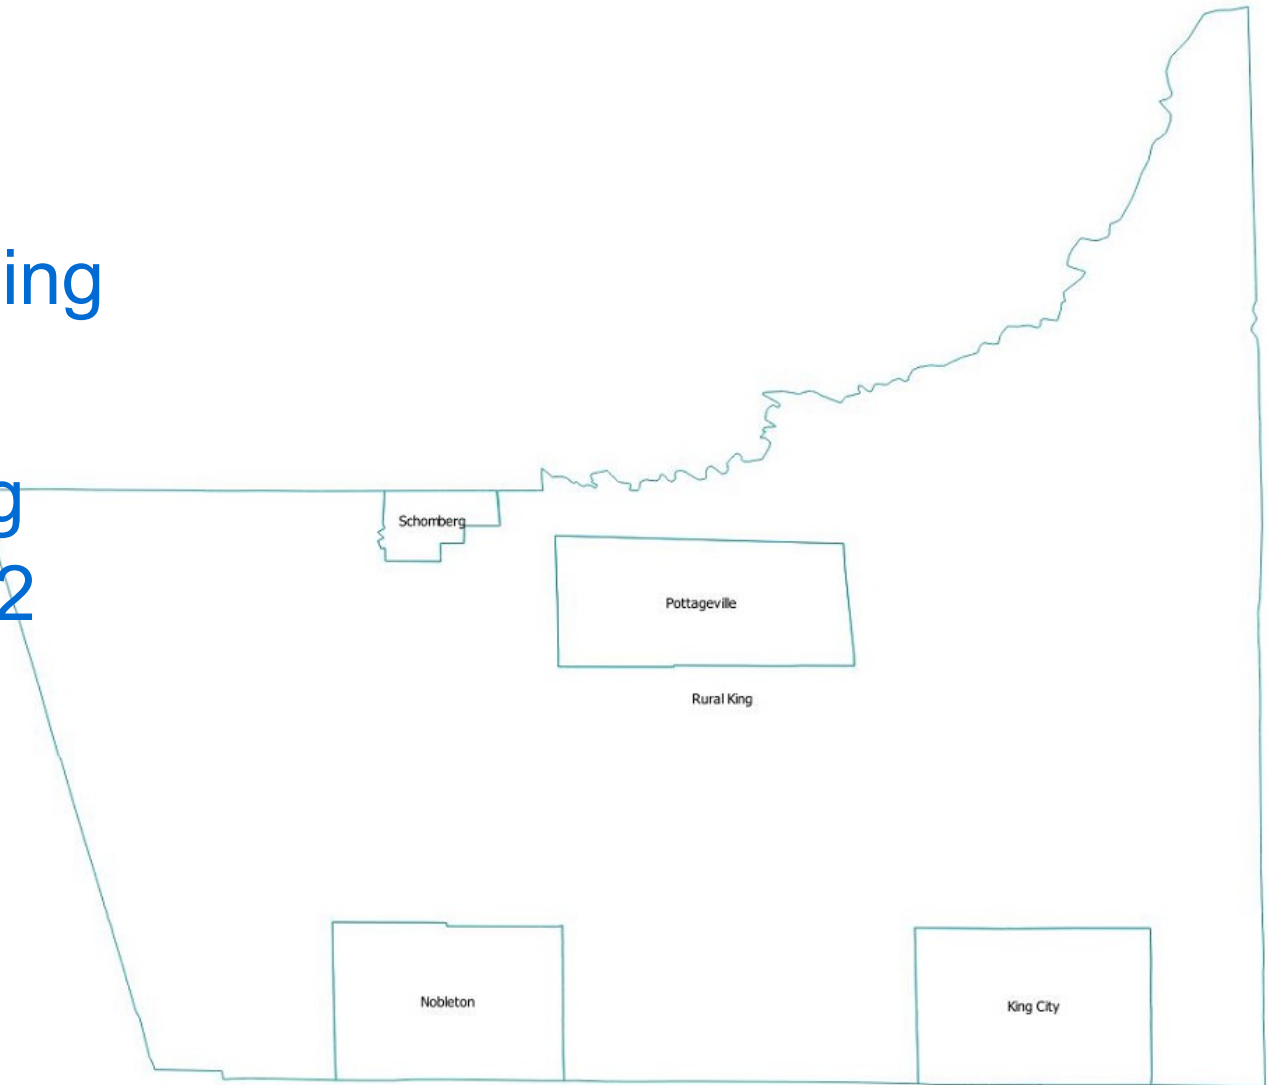 ing
g
2
Schomberg
Pottageville
Rural King
Nobleton
King City